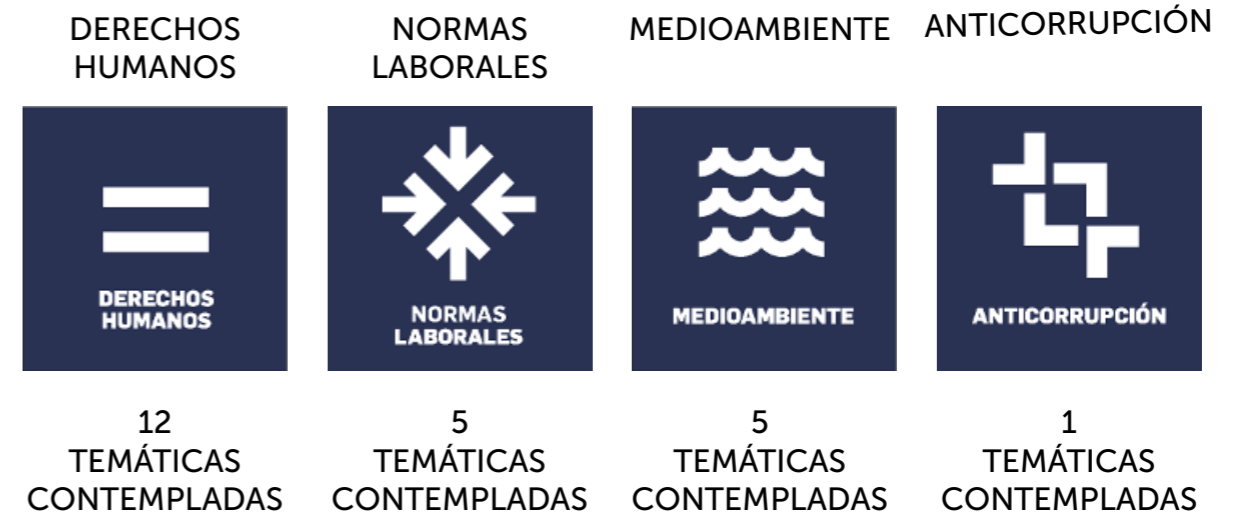 DERECHOS
HUMANOS
NORMAS
LABORALES
MEDIOAMBIENTE
ANTICORRUPCIÓN
DERECHOS
HUMANOS
NORMAS
LABORALES
MEDIOAMBIENTE
ANTICORRUPCIÓN
12
TEMÁTICAS
CONTEMPLADAS
5
TEMÁTICAS
CONTEMPLADAS
5
TEMÁTICAS
CONTEMPLADAS
1
TEMÁTICAS
CONTEMPLADAS